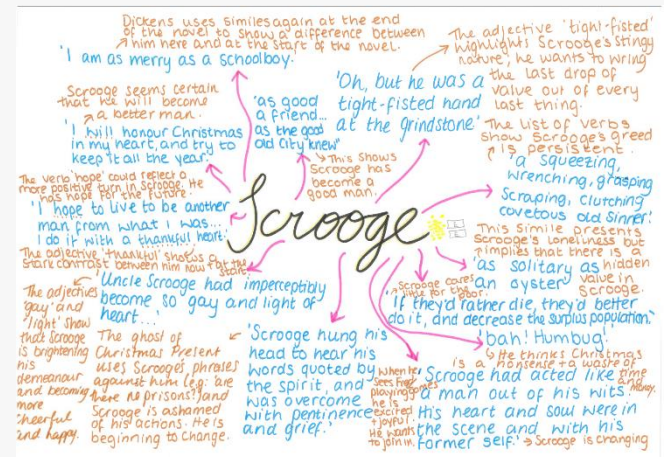 Dickens uses similes again at the end
of the novel to show a difference between
him here and at the start of the novel.
'I am as merry as a schoolboy.'
Scrooge seems certain
that he will become
a better man.
'I will honour Christmas
in my heart, and try to
keep it all the year.'
'as good
a friend...
as the good
old City knew'
This shows
Scrooge has
become a
good man.
'Oh, but he was a
tight-fisted hand
at the grindstone'
The adjective 'tight-fisted'
highlights Scrooge's stingy
nature; he wants to wring
the last drop of
value out of every
last thing.
The list of verbs
show Scrooge's greed
is persistent.
'a squeezing,
wrenching, grasping
scraping, clutching
covetous old sinner!'
The verb 'hope' could reflect a
more positive turn in Scrooge. He
has hope for the future.
'I hope to live to be another
man from what I was...
I do it with a thankful heart.'
Scrooge
The adjective 'thankful' shows a
stark contrast between him now + at the
start.
This simile presents
Scrooge's loneliness but
implies that there is a
hidden
value in
Scrooge.
'as solitary as
an oyster'
Uncle Scrooge had imperceptibly
become so gay and light of
heart...'
The adjectives
'gay' and
'light' show
that Scrooge
is brightening
his
demeanour
and becoming
more
cheerful
and happy.
The ghost of
Christmas Present
uses Scrooge's phrases
against him (eg: 'are
there no prisons?') and
Scrooge is ashamed
of his actions. He is
beginning to change.
'Scrooge hung his
head to hear his
words quoted by
the spirit, and
was overcome
with pentinence
and grief.'
Scrooge cares
little for the poor.
'If they'd rather die, they'd better
do it, and decrease the surplus population.'
'bah! Humbug!'
He thinks Christmas
is a nonsense + a waste of
time
and
money.
When he
sees Fred
playing games
he is
excited
+ joyful.
He wants
to join in.
'Scrooge had acted like
a man out of his wits.
His heart and soul were in
the scene and with his
former self.' → Scrooge is changing